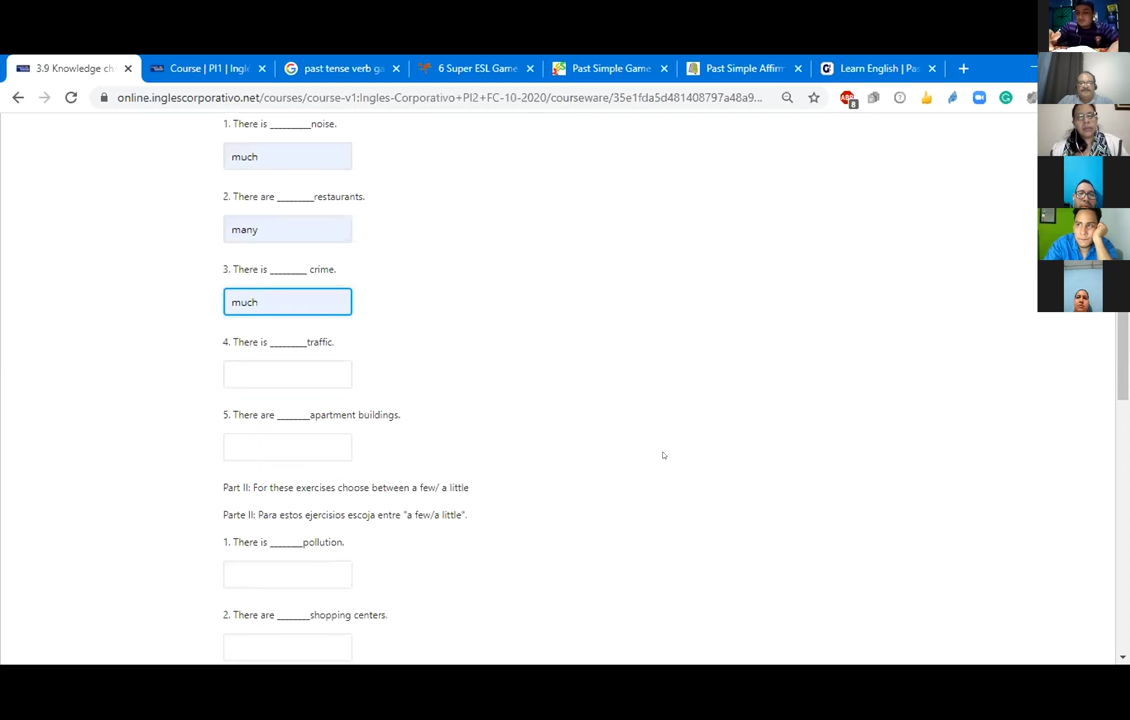 3.9 Knowledge ch
Course | PI1 | Ingle
past tense verb ga
6 Super ESL Game
Past Simple Game
Past Simple Affirm
Learn English | Pas
online.inglescorporativo.net/courses/course-v1:Ingles-Corporativo+PI2+FC-10-2020/courseware/35e1fda5d481408797a48a9...
1. There is _________noise.
much
2. There are ________restaurants.
many
3. There is ________ crime.
much
4. There is ________traffic.
5. There are _______apartment buildings.
Part II: For these exercises choose between a few/ a little
Parte II: Para estos ejercisios escoja entre "a few/a little".
1. There is _______pollution.
2. There are _______shopping centers.